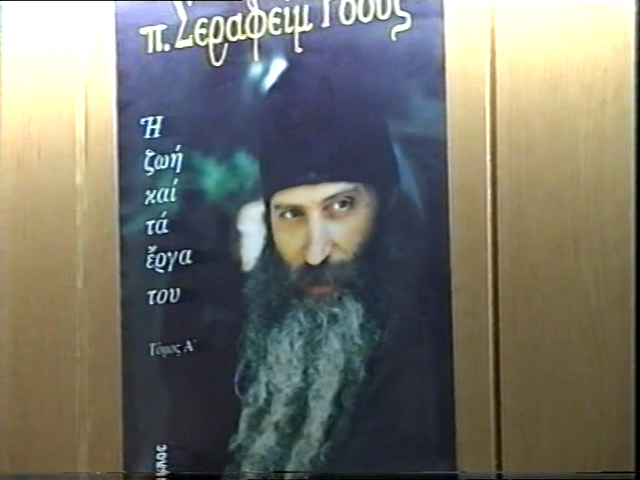 π. Σεραφείμ Ρόουζ
Ἡ
ζωή
καί
τά
ἔργα
του
Τόμος Α'